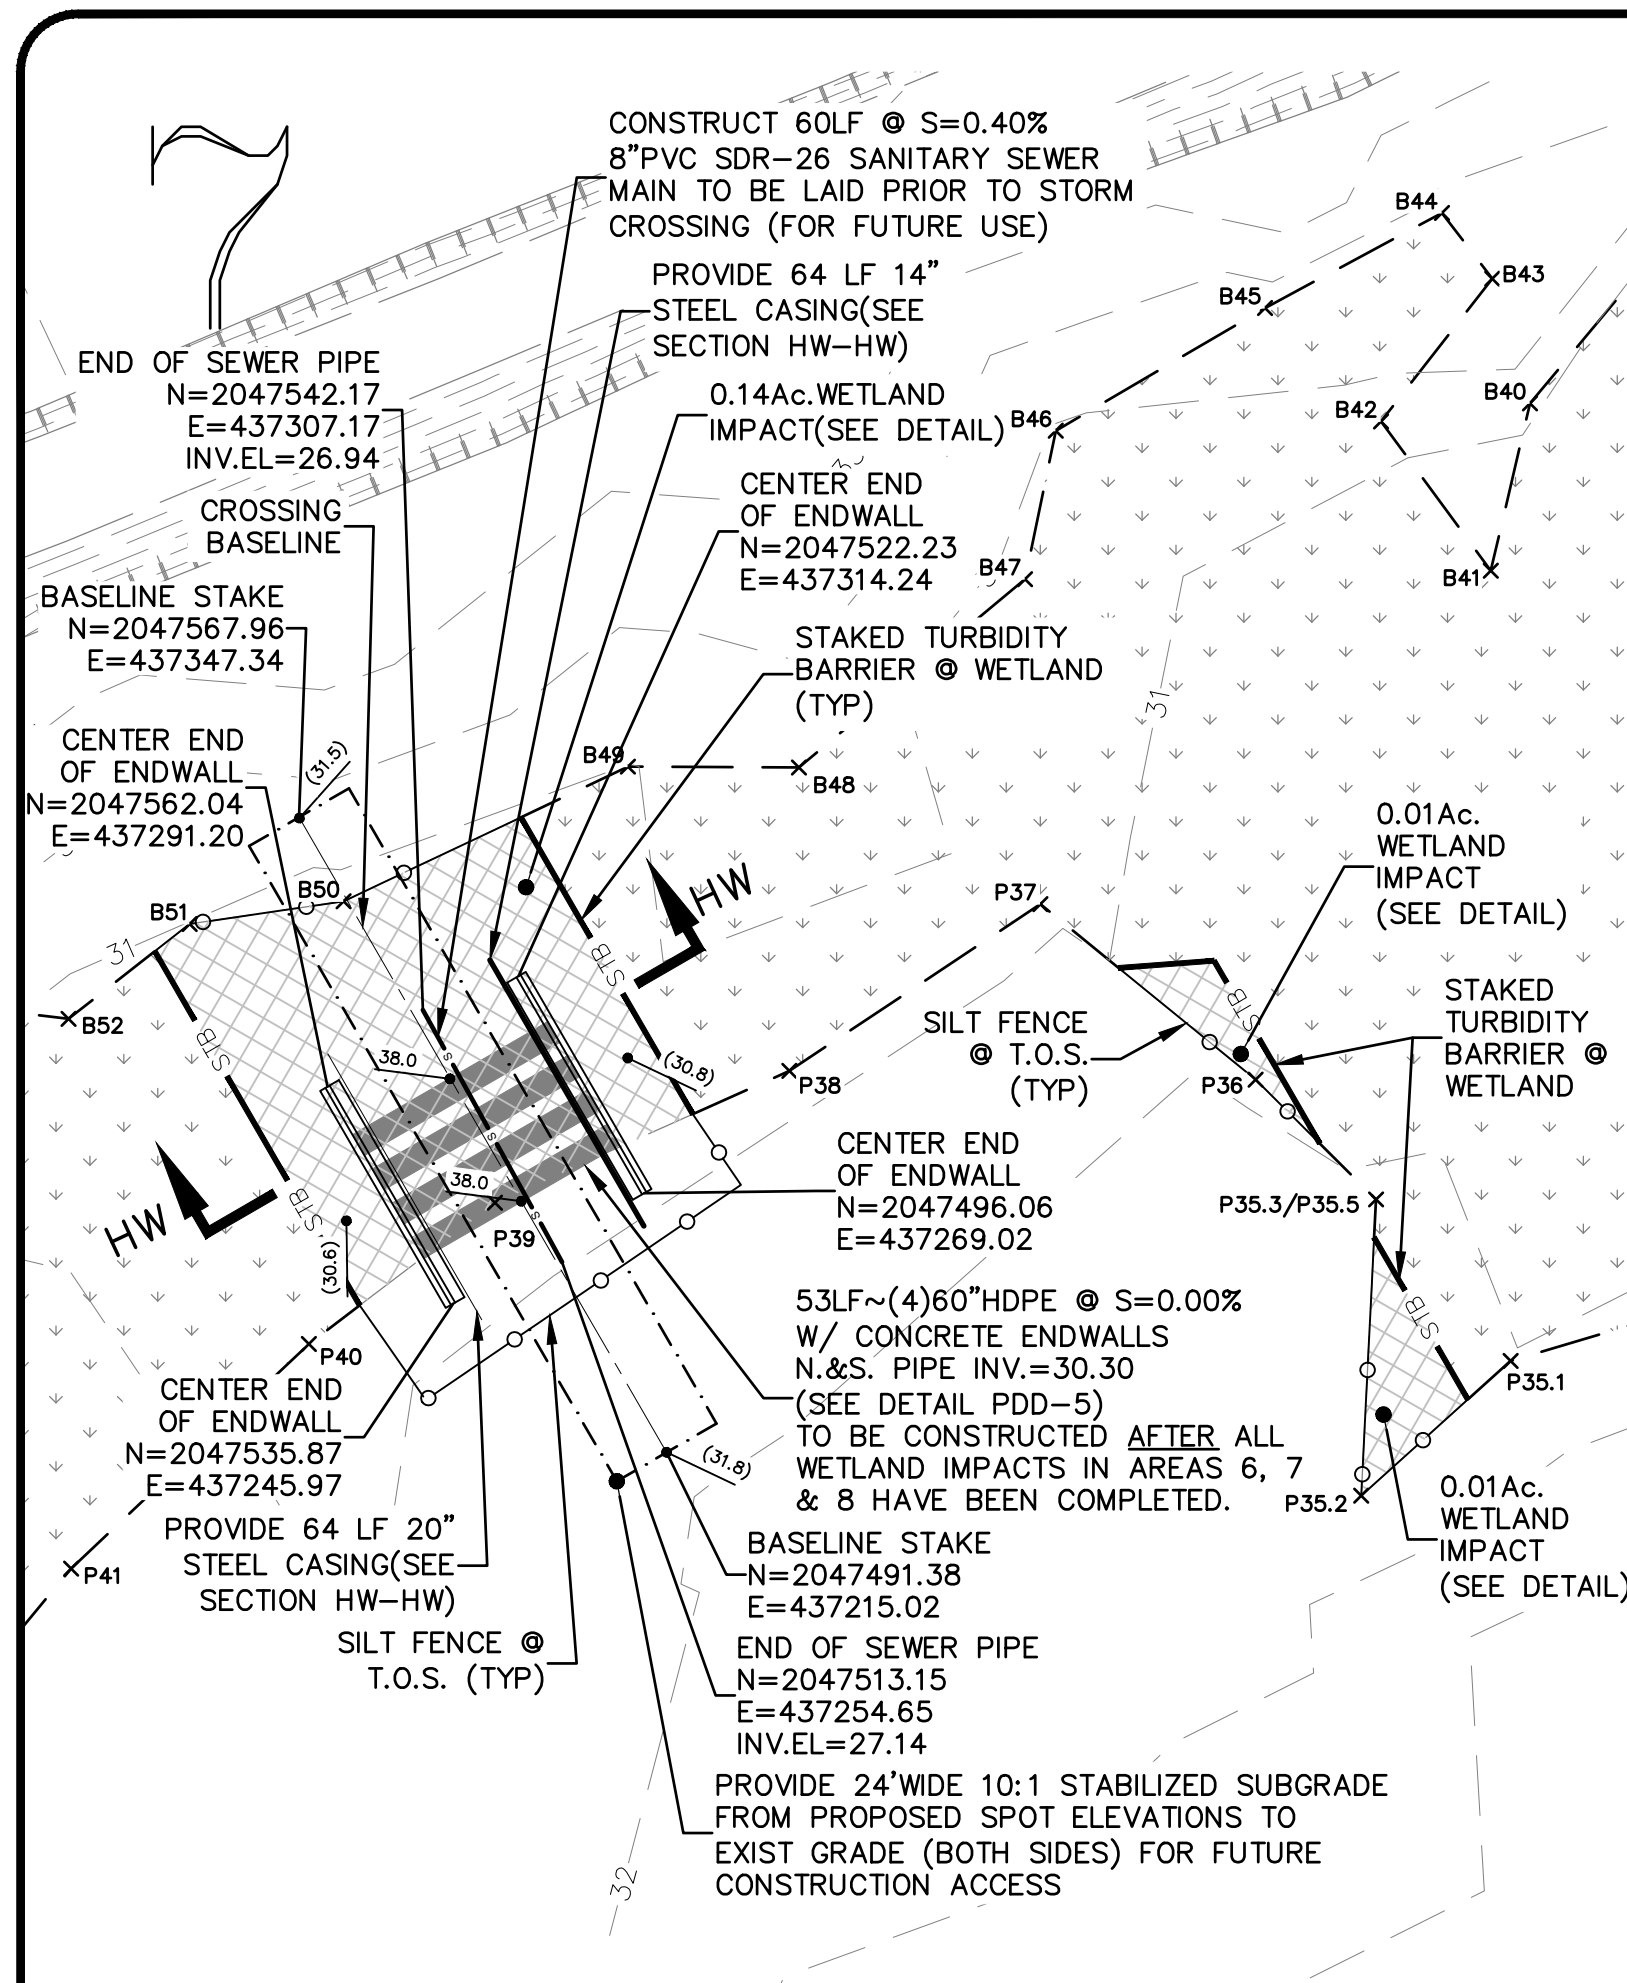 7
CONSTRUCT 60LF @ S=0.40%
8"PVC SDR-26 SANITARY SEWER
MAIN TO BE LAID PRIOR TO STORM
CROSSING (FOR FUTURE USE)
PROVIDE 64 LF 14"
STEEL CASING(SEE
SECTION HW-HW)
END OF SEWER PIPE
N=2047542.17
E=437307.17
INV.EL=26.94
0.14Ac.WETLAND
IMPACT(SEE DETAIL)
CENTER END
OF ENDWALL
N=2047522.23
E=437314.24
CROSSING
BASELINE
BASELINE STAKE
N=2047567.96
E=437347.34
STAKED TURBIDITY
BARRIER @ WETLAND
(TYP)
CENTER END
OF ENDWALL
N=2047562.04
E=437291.20
B44
B43
B45
B46
B42
B40
B41
B47
31
B49
B48
(31.5)
B50
B51
31
B52
STB
STB
STB
STB
HW
HW
38.0
38.0
(30.8)
(30.6)
P37
P38
P39
P40
P41
0.01Ac.
WETLAND
IMPACT
(SEE DETAIL)
SILT FENCE
@ T.O.S.
(TYP)
STB
P36
STAKED
TURBIDITY
BARRIER @
WETLAND
P35.3/P35.5
STB
P35.1
P35.2
CENTER END
OF ENDWALL
N=2047496.06
E=437269.02
53LF~(4)60"HDPE @ S=0.00%
W/ CONCRETE ENDWALLS
N.&S. PIPE INV.=30.30
(SEE DETAIL PDD-5)
TO BE CONSTRUCTED AFTER ALL
WETLAND IMPACTS IN AREAS 6, 7
& 8 HAVE BEEN COMPLETED.
0.01Ac.
WETLAND
IMPACT
(SEE DETAIL)
CENTER END
OF ENDWALL
N=2047535.87
E=437245.97
(31.8)
PROVIDE 64 LF 20"
STEEL CASING(SEE
SECTION HW-HW)
SILT FENCE @
T.O.S. (TYP)
BASELINE STAKE
N=2047491.38
E=437215.02
END OF SEWER PIPE
N=2047513.15
E=437254.65
INV.EL=27.14
PROVIDE 24'WIDE 10:1 STABILIZED SUBGRADE
FROM PROPOSED SPOT ELEVATIONS TO
EXIST GRADE (BOTH SIDES) FOR FUTURE
CONSTRUCTION ACCESS
32